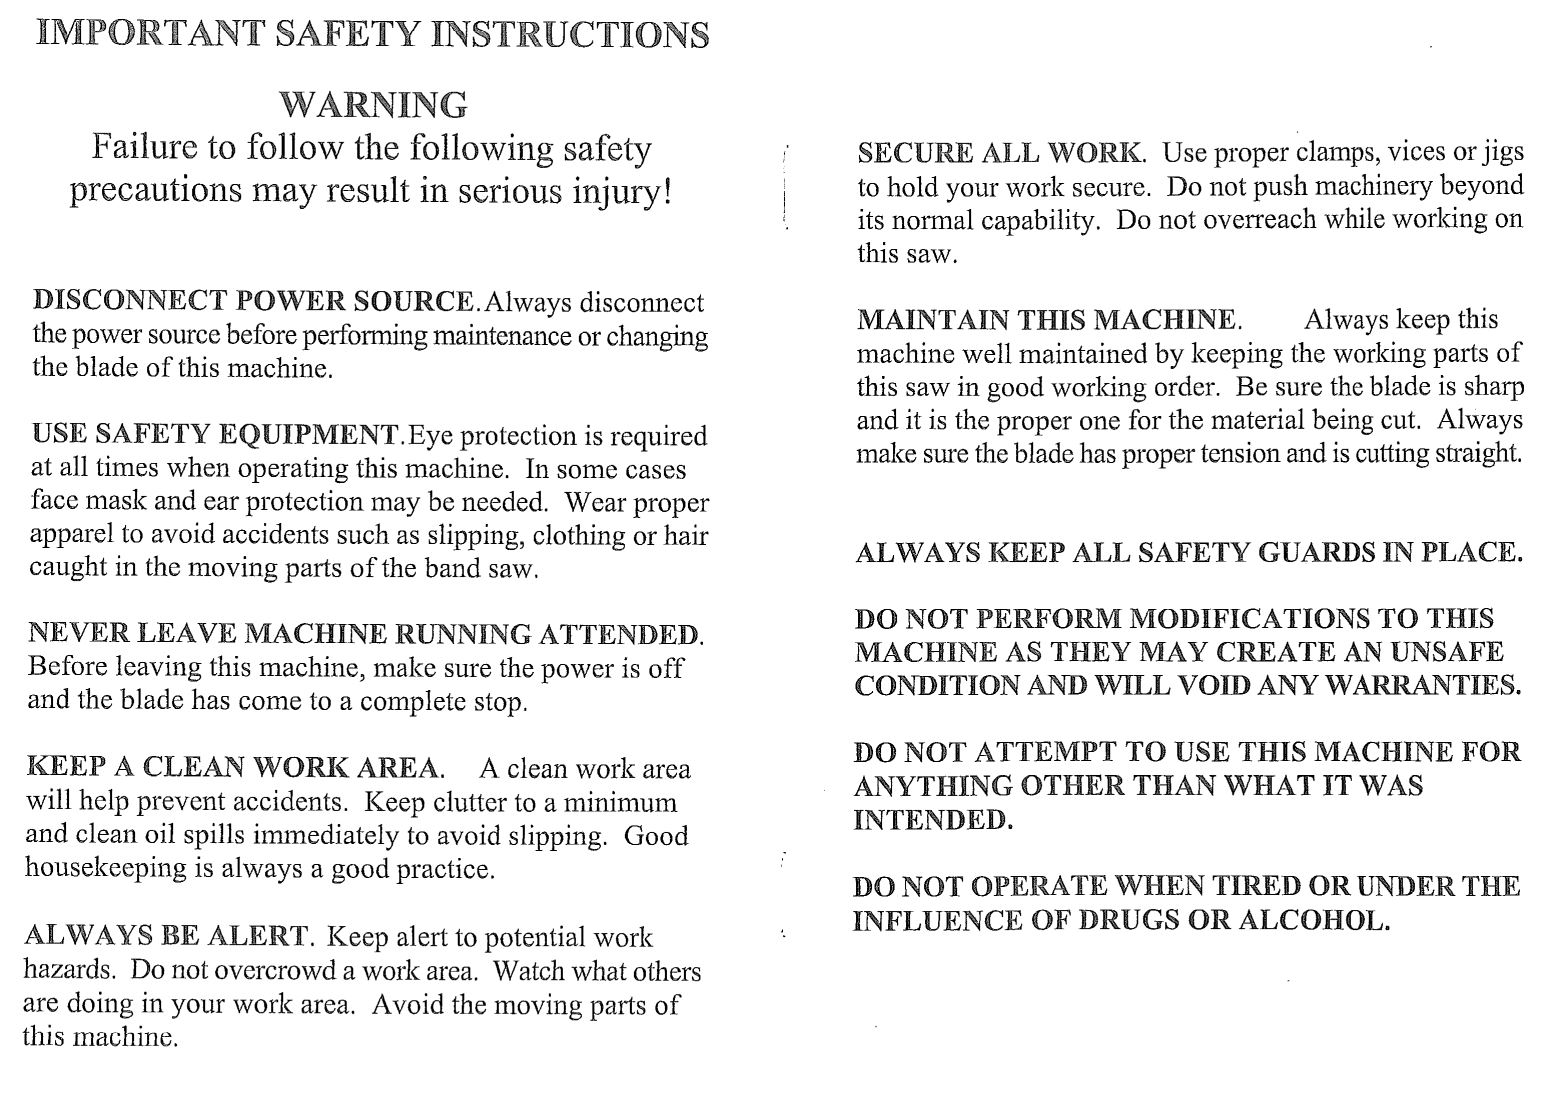 IMPORTANT SAFETY INSTRUCTIONS
WARNING
Failure to follow the following safety
precautions may result in serious injury!
DISCONNECT POWER SOURCE. Always disconnect
the power source before performing maintenance or changing
the blade of this machine.
USE SAFETY EQUIPMENT. Eye protection is required
at all times when operating this machine. In some cases
face mask and ear protection may be needed. Wear proper
apparel to avoid accidents such as slipping, clothing or hair
caught in the moving parts of the band saw.
NEVER LEAVE MACHINE RUNNING ATTENDED.
Before leaving this machine, make sure the power is off
and the blade has come to a complete stop.
KEEP A CLEAN WORK AREA. A clean work area
will help prevent accidents. Keep clutter to a minimum
and clean oil spills immediately to avoid slipping. Good
housekeeping is always a good practice.
ALWAYS BE ALERT. Keep alert to potential work
hazards. Do not overcrowd a work area. Watch what others
are doing in your work area. Avoid the moving parts of
this machine.
SECURE ALL WORK. Use proper clamps, vices or jigs
to hold your work secure. Do not push machinery beyond
its normal capability. Do not overreach while working on
this saw.
MAINTAIN THIS MACHINE. Always keep this
machine well maintained by keeping the working parts of
this saw in good working order. Be sure the blade is sharp
and it is the proper one for the material being cut. Always
make sure the blade has proper tension and is cutting straight.
ALWAYS KEEP ALL SAFETY GUARDS IN PLACE.
DO NOT PERFORM MODIFICATIONS TO THIS
MACHINE AS THEY MAY CREATE AN UNSAFE
CONDITION AND WILL VOID ANY WARRANTIES.
DO NOT ATTEMPT TO USE THIS MACHINE FOR
ANYTHING OTHER THAN WHAT IT WAS
INTENDED.
DO NOT OPERATE WHEN TIRED OR UNDER THE
INFLUENCE OF DRUGS OR ALCOHOL.